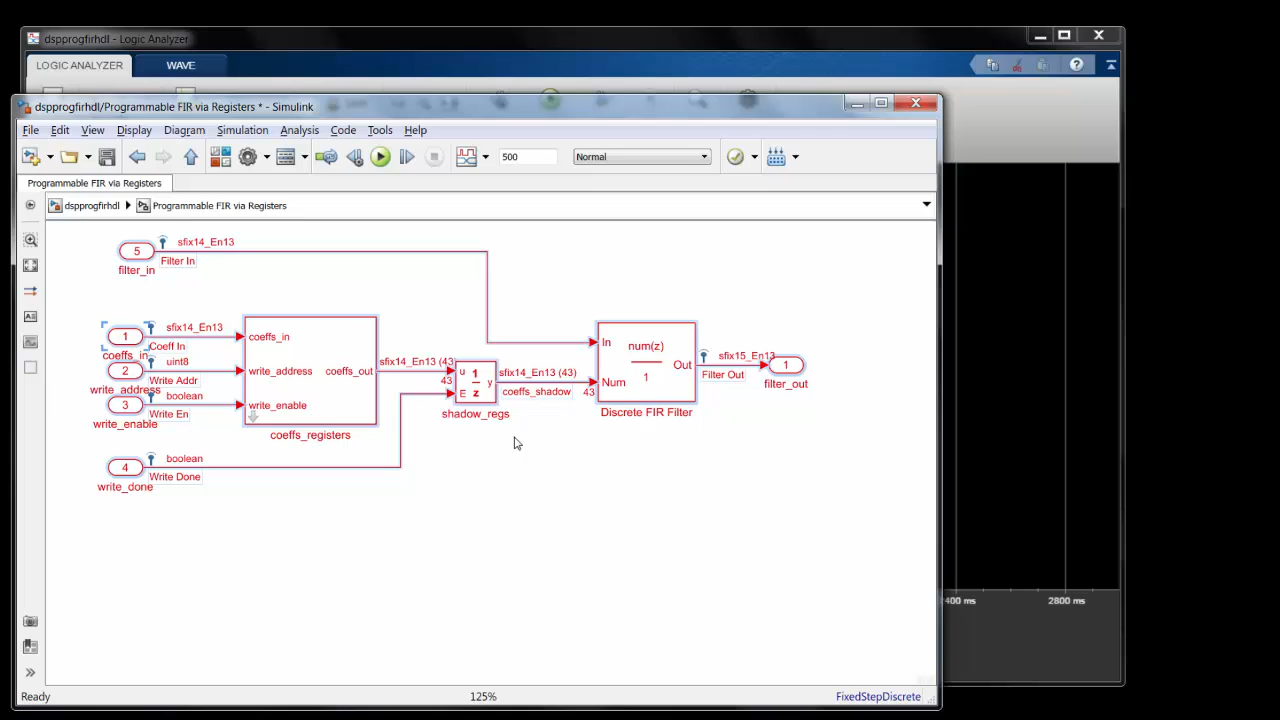 dspprogfirhdl - Logic Analyzer
LOGIC ANALYZER WAVE
dspprogfirhdl/Programmable FIR via Registers * - Simulink
File Edit View Display Diagram Simulation Analysis Code Tools Help
500 Normal
Programmable FIR via Registers
dspprogfirhdl Programmable FIR via Registers
5 sfix14_En13
Filter In
filter_in
1 sfix14_En13 coeffs_in
Coeff In
coeffs_in
2 uint8 write_address coeffs_out
Write Addr
write_address
3 boolean write_enable
Write En
write_enable
coeffs_registers
4 boolean
Write Done
write_done
sfix14_En13 (43)
43
u 1 y
E z
shadow_regs
sfix14_En13 (43)
coeffs_shadow 43
In num(z) Out
Num 1
Discrete FIR Filter
sfix15_En13 1
Filter Out
filter_out
400 ms 2800 ms
Ready 125% FixedStepDiscrete